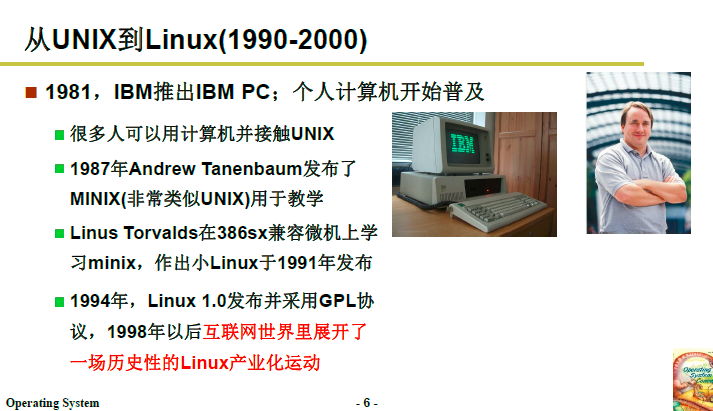 从UNIX到Linux(1990-2000)
1981，IBM推出IBM PC；个人计算机开始普及
很多人可以用计算机并接触UNIX
1987年Andrew Tanenbaum发布了
MINIX(非常类似UNIX)用于教学
Linus Torvalds在386sx兼容微机上学
习minix，作出小Linux于1991年发布
1994年，Linux 1.0发布并采用GPL协
议，1998年以后互联网世界里展开了
一场历史性的Linux产业化运动
IBM
Operating
System
Operating System
- 6 -